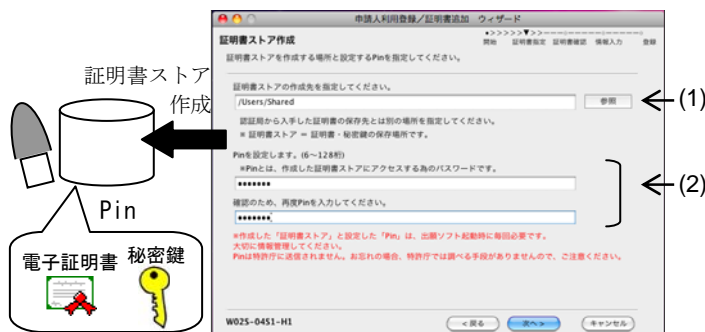 申請人利用登録/証明書追加 ウィザード
証明書ストア作成
●>>>>>▼>>
開始 証明書指定 証明書確認 情報入力 登録
証明書ストアを作成する場所と設定するPinを指定してください。
証明書ストア
作成
証明書ストアの作成先を指定してください。
/Users/Shared
参照
(1)
認証局から入手した証明書の保存先とは別の場所を指定してください。
※ 証明書ストア = 証明書・秘密鍵の保存場所です。
Pinを設定します。(6〜128桁)
※Pinとは、作成した証明書ストアにアクセスする為のパスワードです。
•••••••
(2)
確認のため、再度Pinを入力してください。
•••••••
Pin
※作成した「証明書ストア」と設定した「Pin」は、出願ソフト起動時に毎回必要です。
大切に情報管理してください。
Pinは特許庁に送信されません。お忘れの場合、特許庁では調べる手段がありませんので、ご注意ください。
電子証明書 秘密鍵
W02S-04S1-H1
<戻る
次へ>
キャンセル